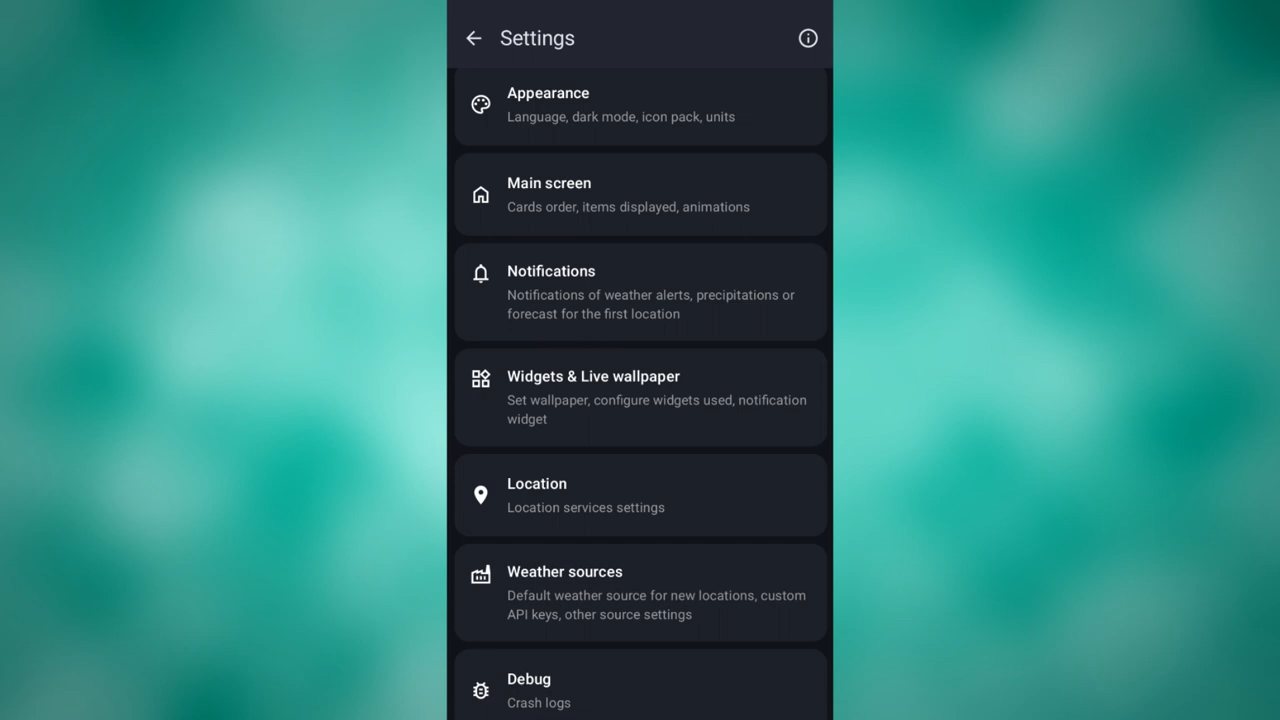 Settings
Appearance
Language, dark mode, icon pack, units
Main screen
Cards order, items displayed, animations
Notifications
Notifications of weather alerts, precipitations or
forecast for the first location
Widgets & Live wallpaper
Set wallpaper, configure widgets used, notification
widget
Location
Location services settings
Weather sources
Default weather source for new locations, custom
API keys, other source settings
Debug
Crash logs